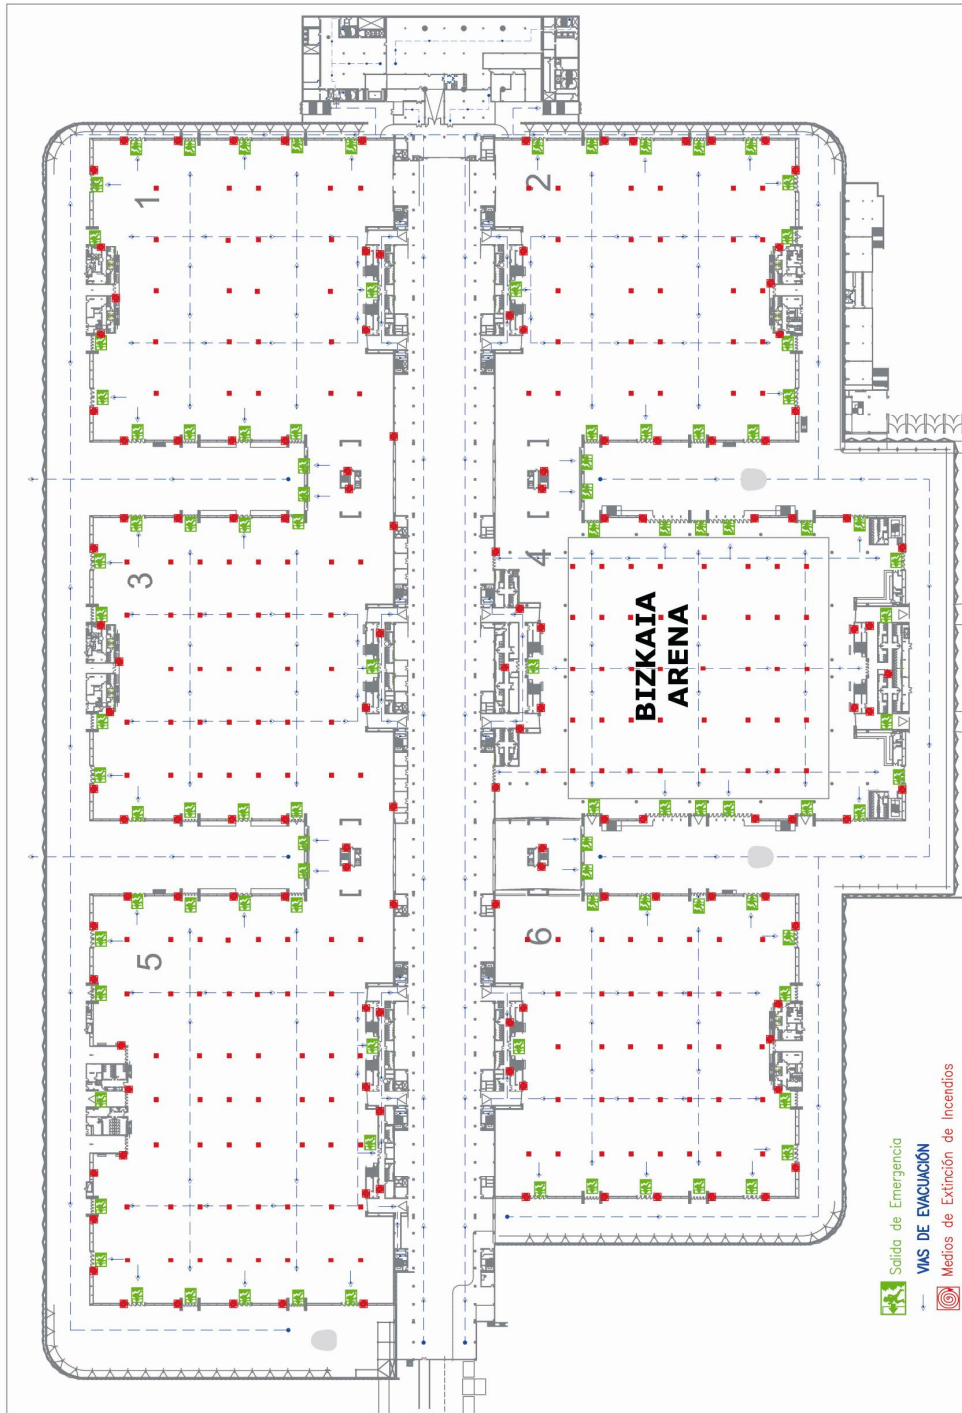 1
2
3
4
BIZKAIA
ARENA
5
6
Salida de Emergencia
VIAS DE EVACUACIÓN
Medios de Extinción de Incendios